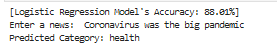 [Logistic Regression Model's Accuracy: 88.01%]
Enter a news:  Coronavirus was the big pandemic
Predicted Category: health